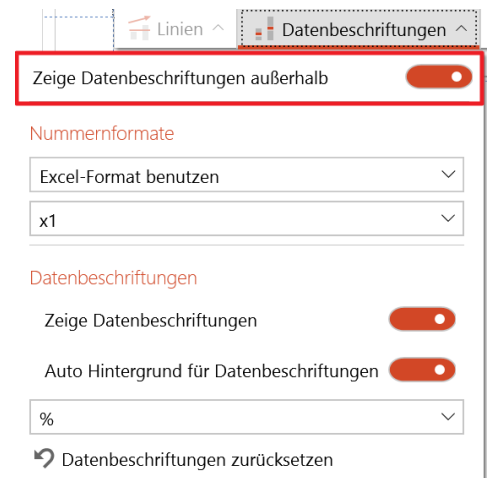 Linien
Datenbeschriftungen
Zeige Datenbeschriftungen außerhalb
Nummernformate
Excel-Format benutzen
x1
Datenbeschriftungen
Zeige Datenbeschriftungen
Auto Hintergrund für Datenbeschriftungen
%
Datenbeschriftungen zurücksetzen